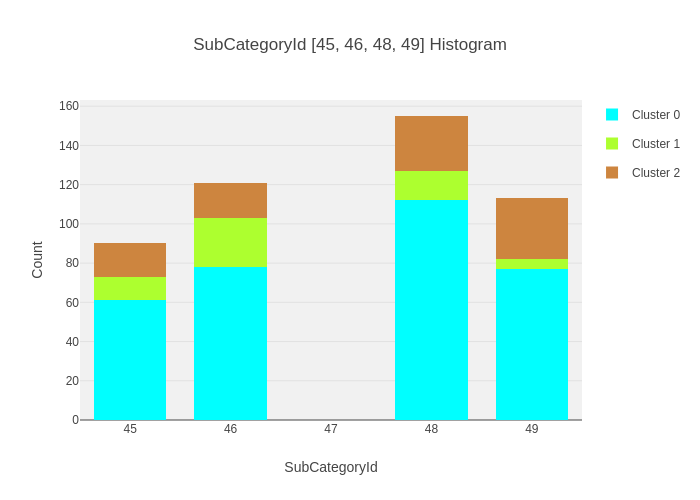 SubCategoryId [45, 46, 48, 49] Histogram
160
140
120
100
80
60
40
20
0
Count
45 46 47 48 49
SubCategoryId
Cluster 0
Cluster 1
Cluster 2